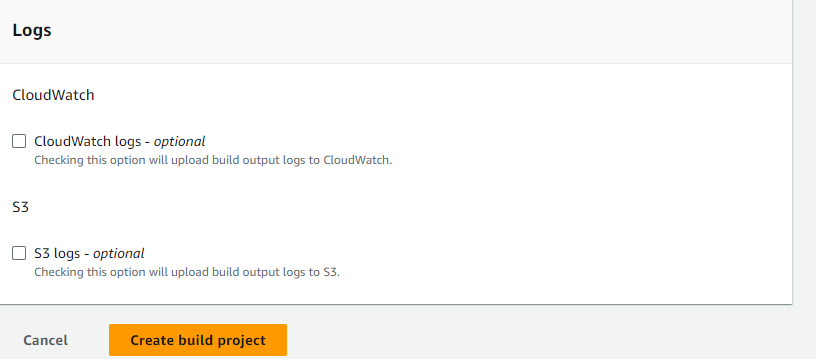 Logs
CloudWatch
CloudWatch logs - optional
Checking this option will upload build output logs to CloudWatch.
S3
S3 logs - optional
Checking this option will upload build output logs to S3.
Cancel Create build project